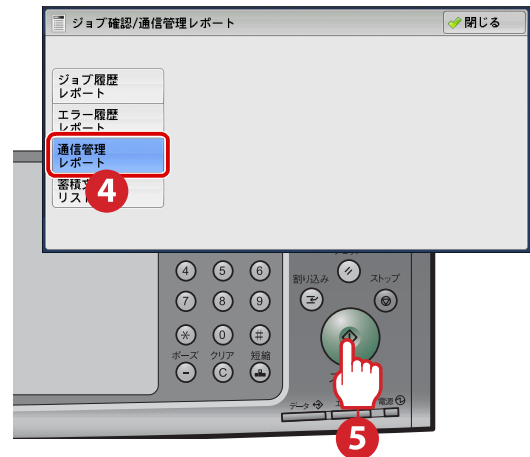 ジョブ確認/通信管理レポート
閉じる
ジョブ履歴
レポート
エラー履歴
レポート
通信管理
レポート
蓄積
リス
4
4 5 6
割り込み ストップ
7 8 9
* 0 #
ポーズ クリア 短縮
- C
データ 電源
5